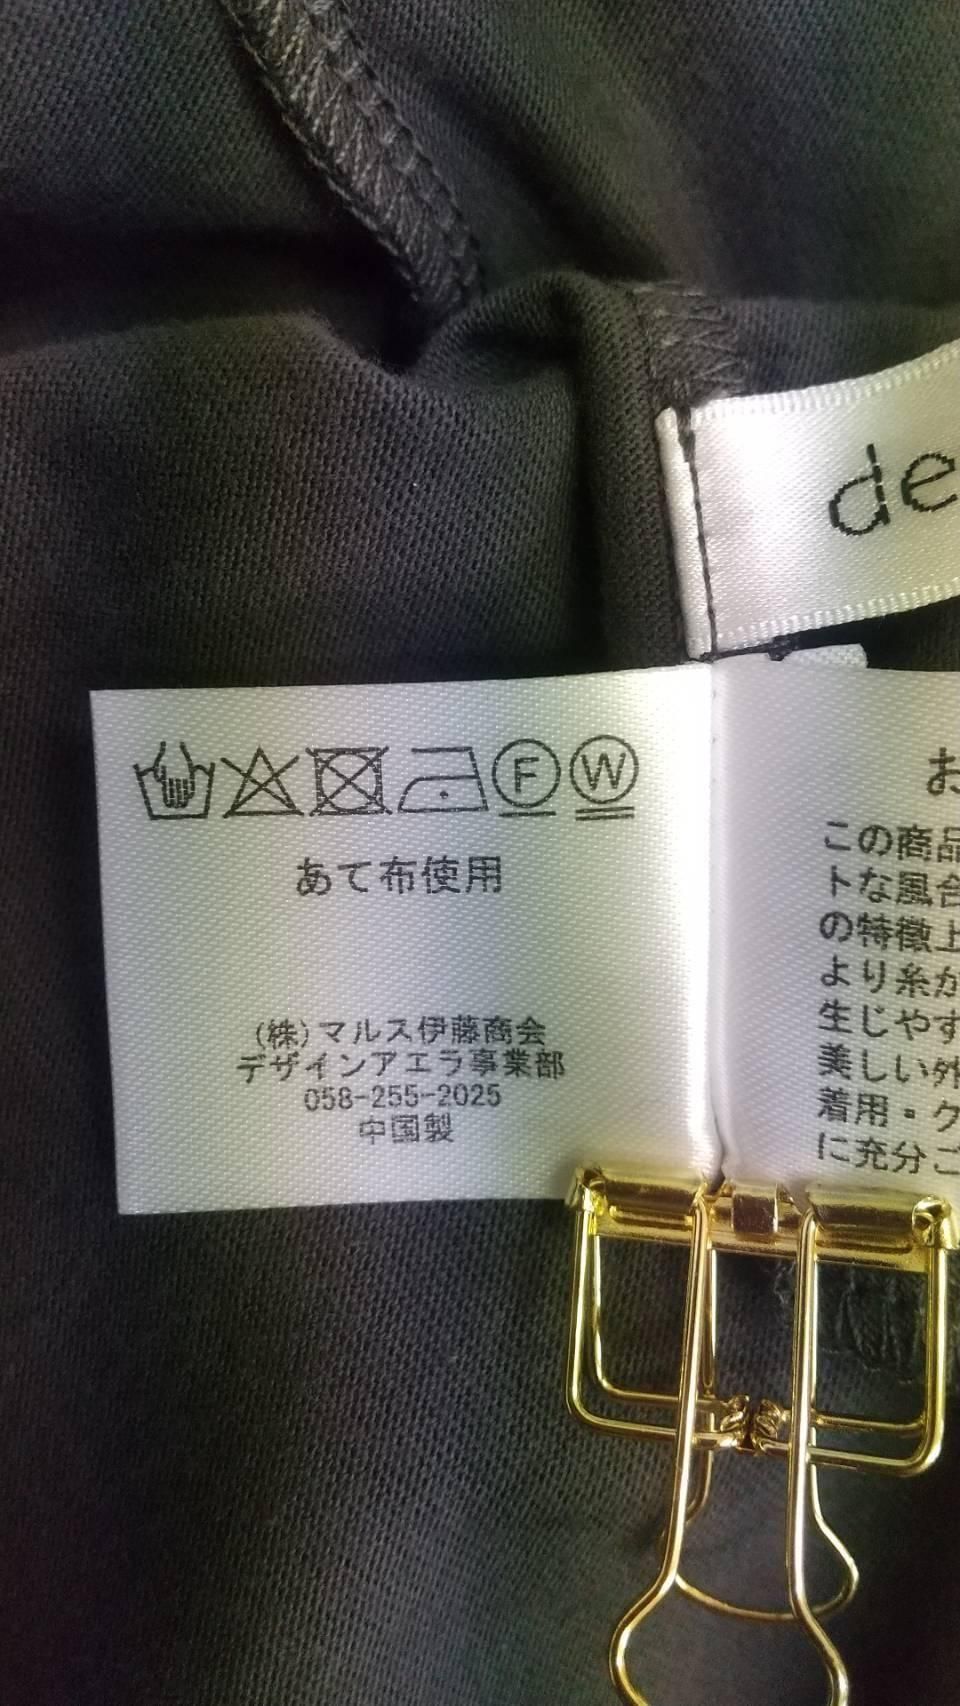 de
F W
あて布使用
(株)マルス伊藤商会
デザインアエラ事業部
058-255-2025
中国製
お
この商品
トな風合
の特徴上
より糸が
生じやす
美しい外
着用・ク
に充分ご